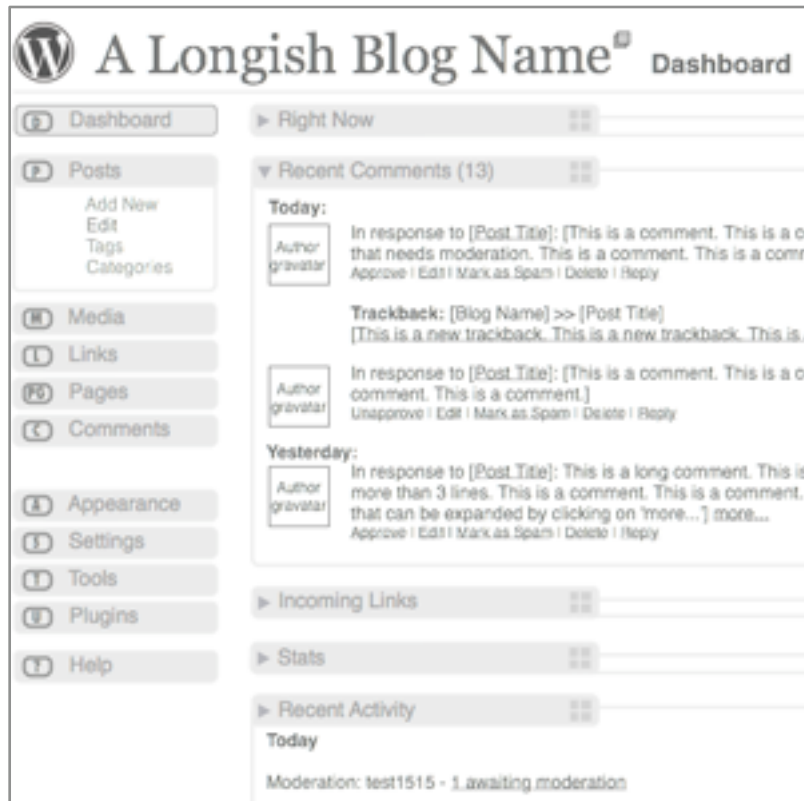 A Longish Blog Name Dashboard
D Dashboard
P Posts
Add New
Edit
Tags
Categories
M Media
L Links
PG Pages
C Comments
A Appearance
S Settings
T Tools
U Plugins
? Help
Right Now
Recent Comments (13)
Today:
Author
gravatar
In response to [Post Title]: [This is a comment. This is a c
that needs moderation. This is a comment. This is a comm
Approve | Edit | Mark as Spam | Delete | Reply
Trackback: [Blog Name] >> [Post Title]
[This is a new trackback. This is a new trackback. This is
Author
gravatar
In response to [Post Title]: [This is a comment. This is a c
comment. This is a comment.]
Unapprove | Edit | Mark as Spam | Delete | Reply
Yesterday:
Author
gravatar
In response to [Post Title]: This is a long comment. This is
more than 3 lines. This is a comment. This is a comment.
that can be expanded by clicking on 'more...'] more...
Approve | Edit | Mark as Spam | Delete | Reply
Incoming Links
Stats
Recent Activity
Today
Moderation: test1515 - 1 awaiting moderation